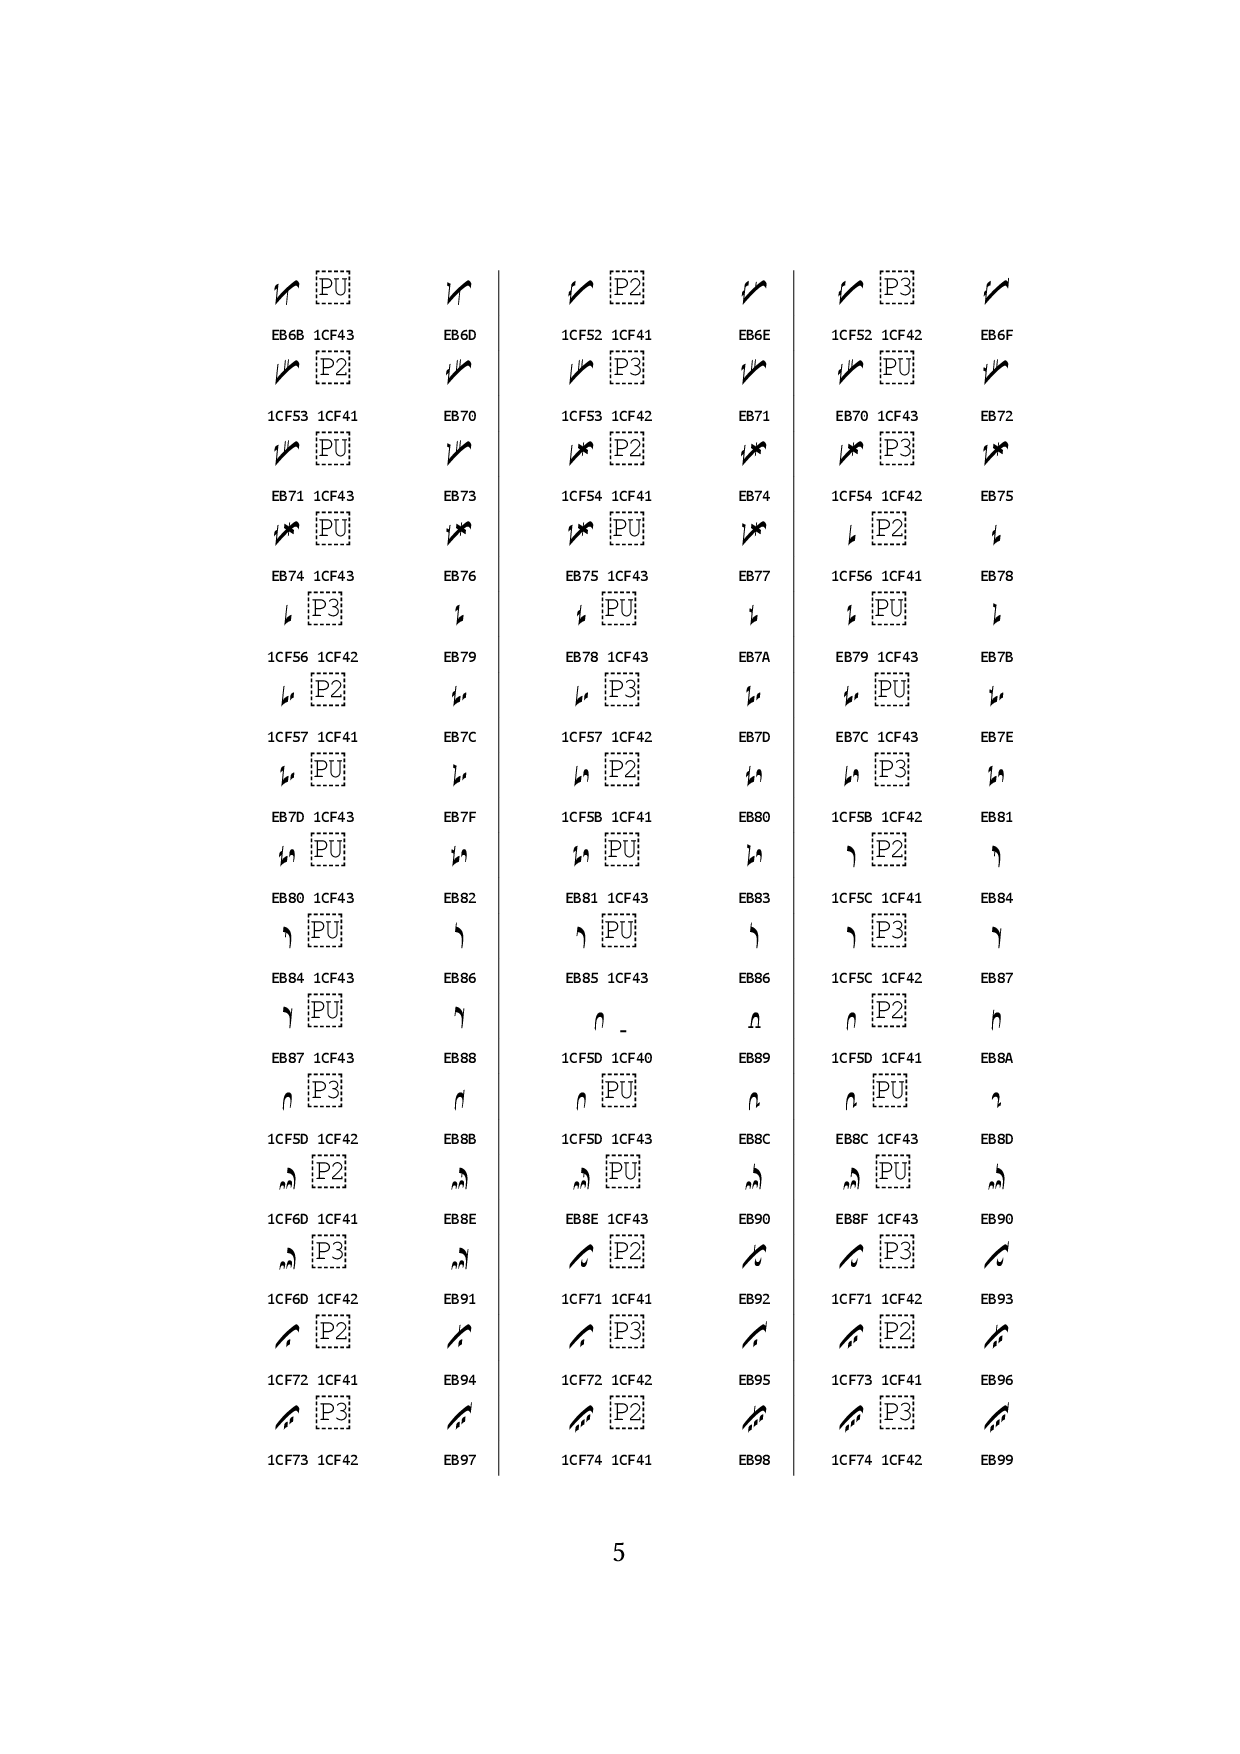 PU P2 P3
EB6B 1CF43 EB6D 1CF52 1CF41 EB6E 1CF52 1CF42 EB6F
P2 P3 PU
1CF53 1CF41 EB70 1CF53 1CF42 EB71 EB70 1CF43 EB72
PU P2 P3
EB71 1CF43 EB73 1CF54 1CF41 EB74 1CF54 1CF42 EB75
PU PU P2
EB74 1CF43 EB76 EB75 1CF43 EB77 1CF56 1CF41 EB78
P3 PU PU
1CF56 1CF42 EB79 EB78 1CF43 EB7A EB79 1CF43 EB7B
P2 P3 PU
1CF57 1CF41 EB7C 1CF57 1CF42 EB7D EB7C 1CF43 EB7E
PU P2 P3
EB7D 1CF43 EB7F 1CF5B 1CF41 EB80 1CF5B 1CF42 EB81
PU PU P2
EB80 1CF43 EB82 EB81 1CF43 EB83 1CF5C 1CF41 EB84
PU PU P3
EB84 1CF43 EB86 EB85 1CF43 EB86 1CF5C 1CF42 EB87
PU P2
EB87 1CF43 EB88 1CF5D 1CF40 EB89 1CF5D 1CF41 EB8A
P3 PU PU
1CF5D 1CF42 EB8B 1CF5D 1CF43 EB8C EB8C 1CF43 EB8D
P2 PU PU
1CF6D 1CF41 EB8E EB8E 1CF43 EB90 EB8F 1CF43 EB90
P3 P2 P3
1CF6D 1CF42 EB91 1CF71 1CF41 EB92 1CF71 1CF42 EB93
P2 P3 P2
1CF72 1CF41 EB94 1CF72 1CF42 EB95 1CF73 1CF41 EB96
P3 P2 P3
1CF73 1CF42 EB97 1CF74 1CF41 EB98 1CF74 1CF42 EB99
5